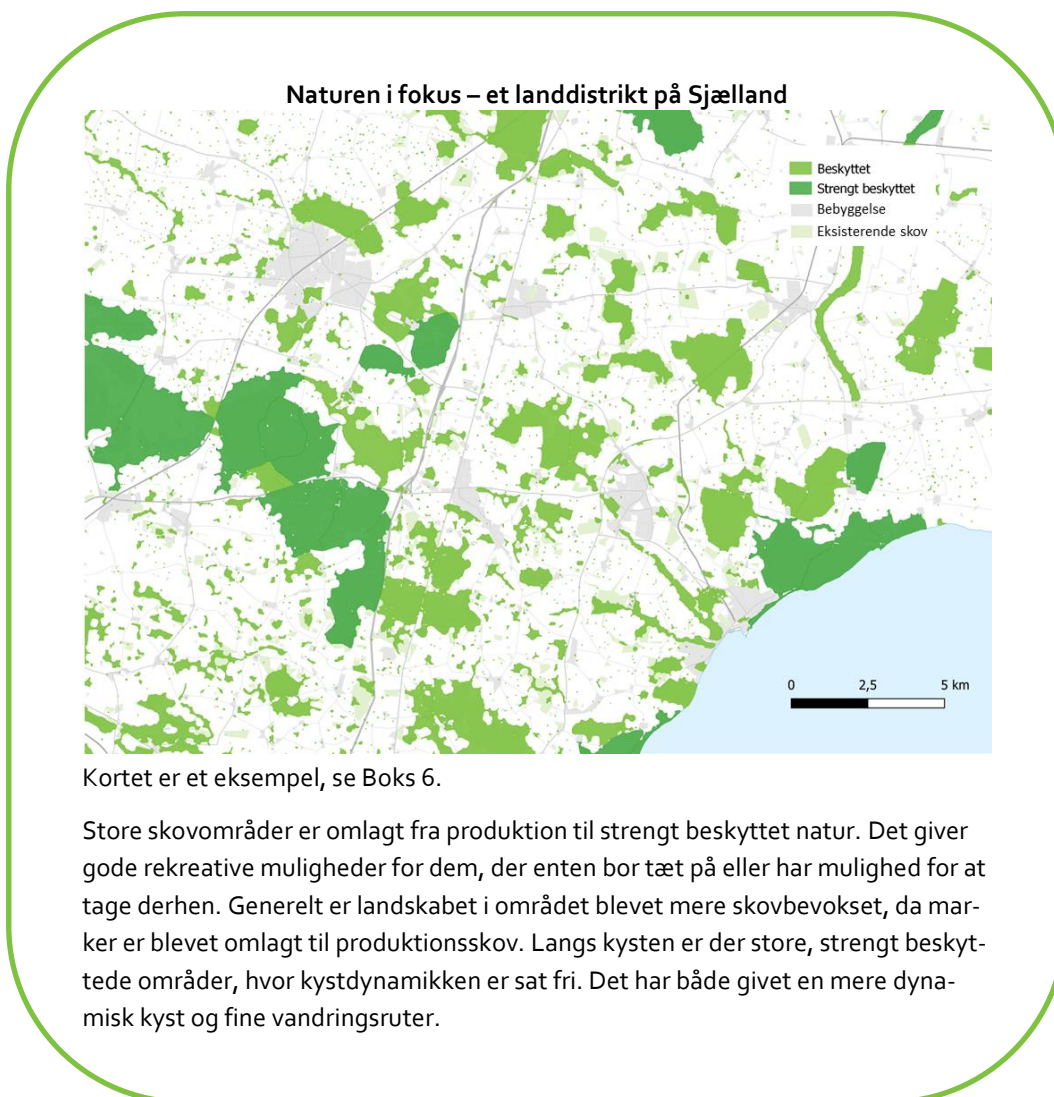 Naturen i fokus – et landdistrikt på Sjælland
Beskyttet
Strengt beskyttet
Bebyggelse
Eksisterende skov
0 2,5 5 km
Kortet er et eksempel, se Boks 6.
Store skovområder er omlagt fra produktion til strengt beskyttet natur. Det giver
gode rekreative muligheder for dem, der enten bor tæt på eller har mulighed for at
tage derhen. Generelt er landskabet i området blevet mere skovbevokset, da mar-
ker er blevet omlagt til produktionsskov. Langs kysten er der store, strengt beskyt-
tede områder, hvor kystdynamikken er sat fri. Det har både givet en mere dyna-
misk kyst og fine vandringsruter.